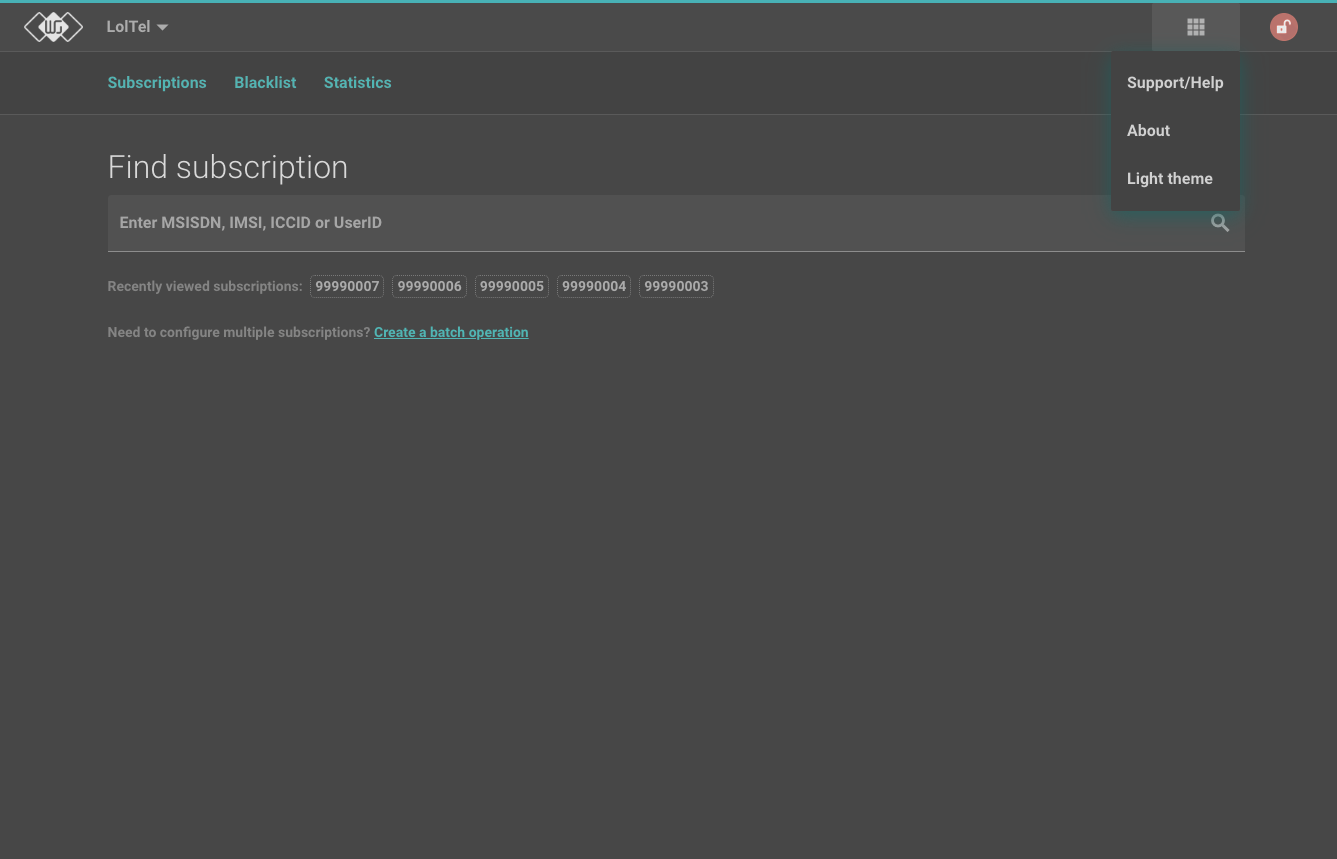 LolTel
Subscriptions Blacklist Statistics
Support/Help
About
Light theme
Find subscription
Enter MSISDN, IMSI, ICCID or UserID
Recently viewed subscriptions: 99990007 99990006 99990005 99990004 99990003
Need to configure multiple subscriptions? Create a batch operation